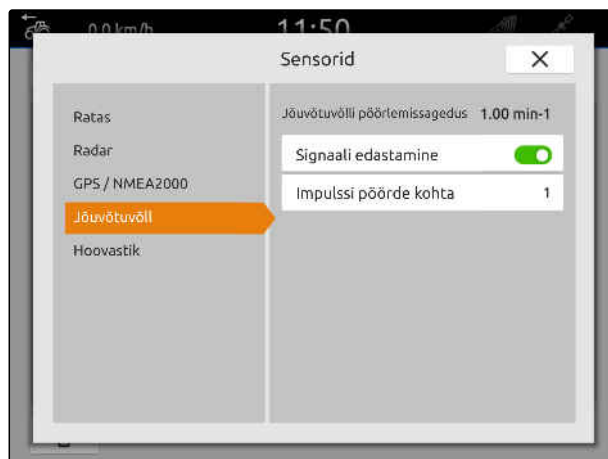 0.0 km/h
11:50
Sensorid
Ratas
Radar
GPS / NMEA2000
Jõuvõtuvõll
Hoovastik
Jõuvõtuvõlli pöörlemissagedus 1.00 min-1
Signaali edastamine
Impulssi pöörde kohta 1